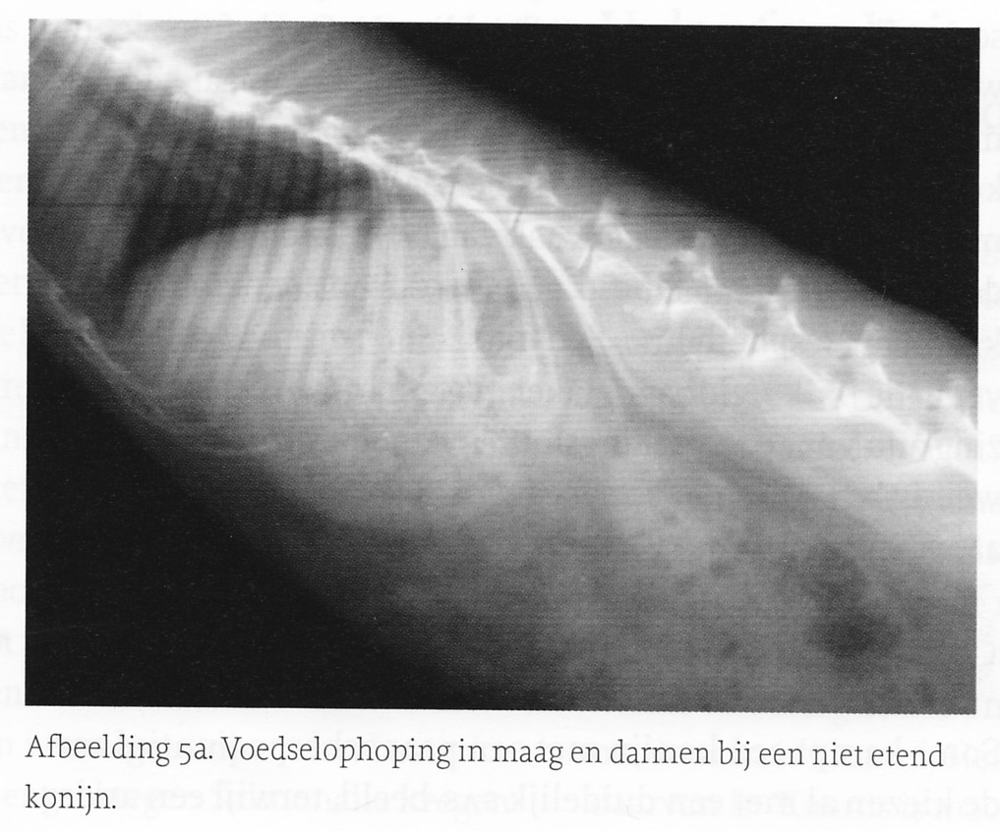 Afbeelding 5a. Voedselophoping in maag en darmen bij een niet etend
konijn.